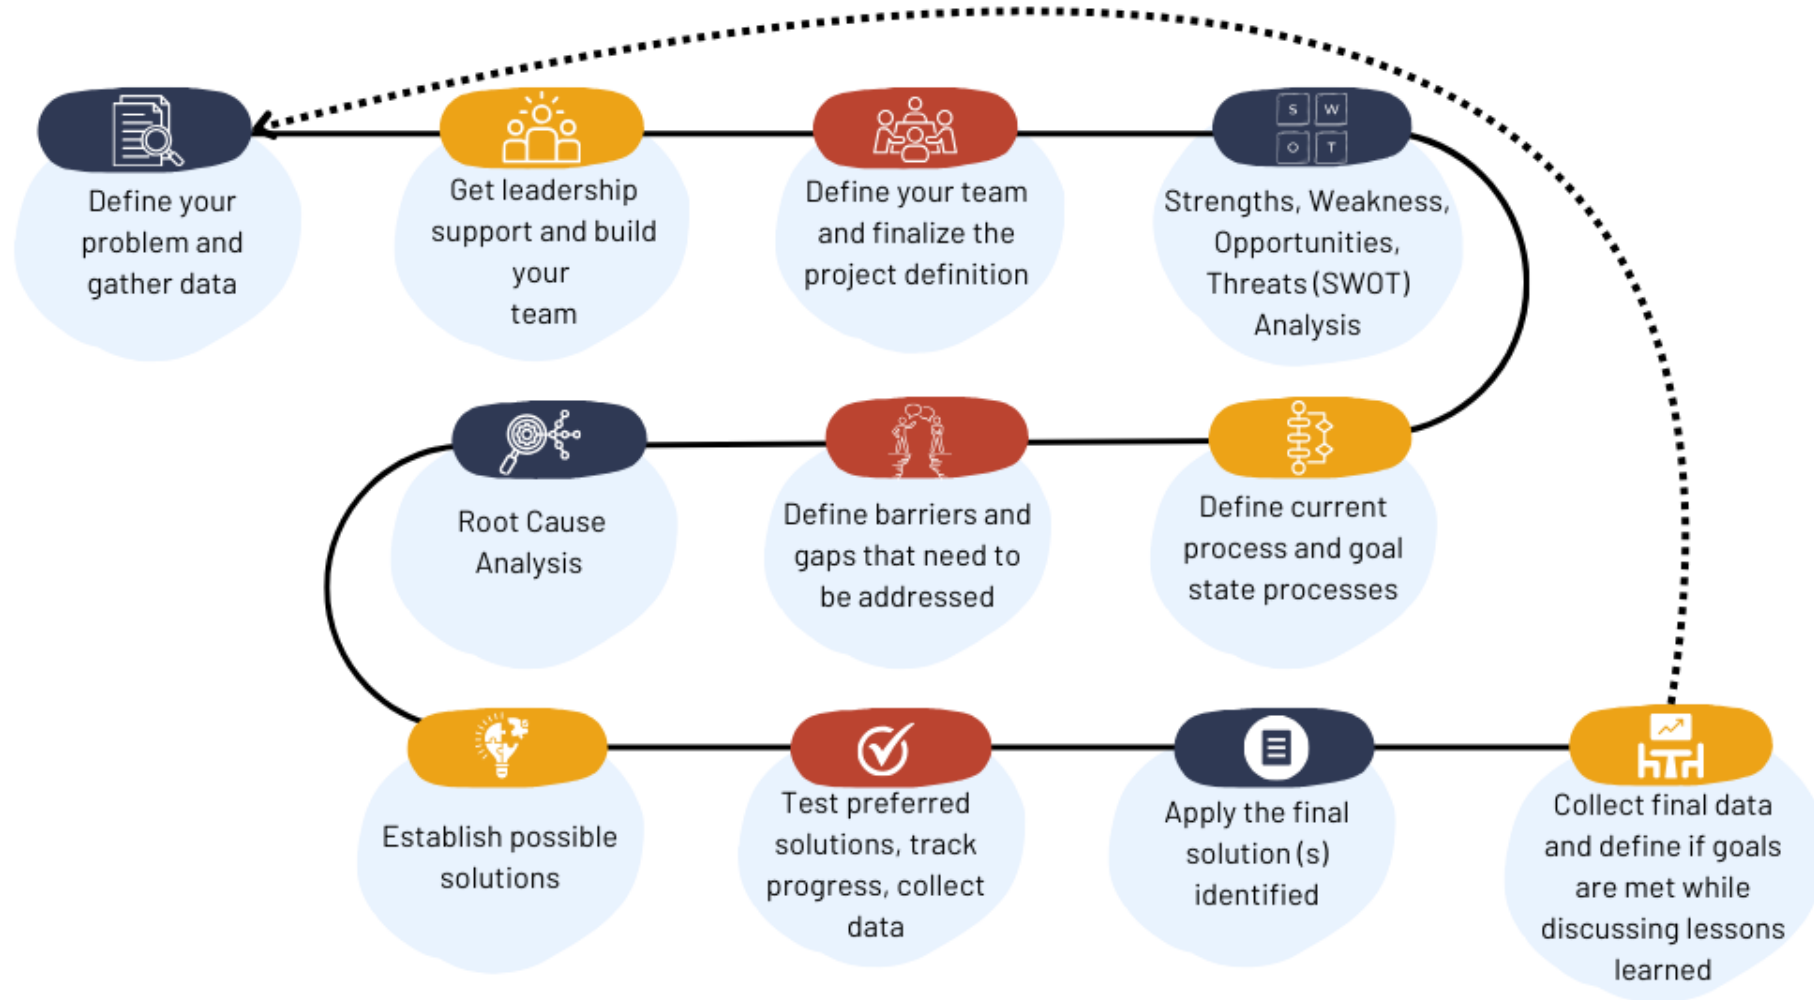 Define your
problem and
gather data
Get leadership
support and build
your
team
Define your team
and finalize the
project definition
S W
O T
Strengths, Weakness,
Opportunities,
Threats (SWOT)
Analysis
Root Cause
Analysis
Define barriers and
gaps that need to
be addressed
Define current
process and goal
state processes
Establish possible
solutions
Test preferred
solutions, track
progress, collect
data
Apply the final
solution (s)
identified
Collect final data
and define if goals
are met while
discussing lessons
learned